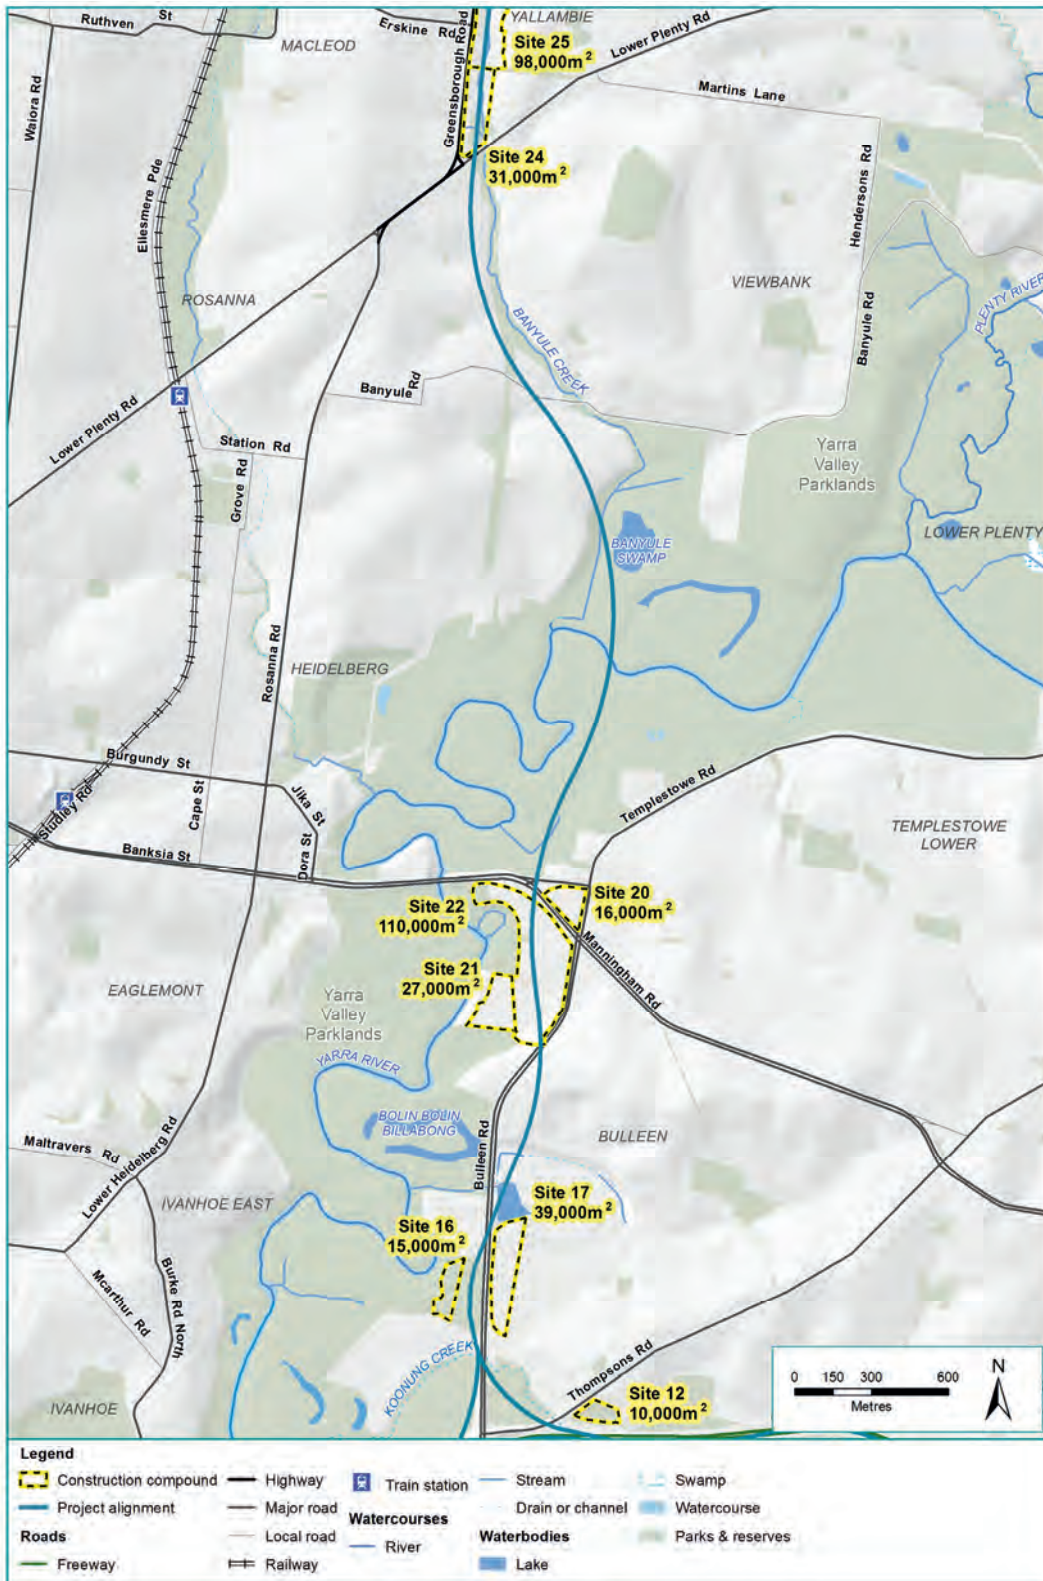 Ruthven St
MACLEOD
Erskine Rd
Greensborough Road
YALLAMBIE
Site 25
98,000m²
Lower Plenty Rd
Martins Lane
Waiora Rd
Ellesmere Pde
Site 24
31,000m²
Hendersons Rd
ROSANNA
VIEWBANK
BANYULE CREEK
PLENTY RIVER
Banyule Rd
Banyule Rd
Lower Plenty Rd
Station Rd
Grove Rd
Yarra
Valley
Parklands
LOWER PLENTY
BANYULE
SWAMP
Rosanna Rd
HEIDELBERG
Burgundy St
Jika St
Studley Rd
Cape St
Dora St
Banksia St
Templestowe Rd
TEMPLESTOWE
LOWER
Site 22
110,000m²
Site 20
16,000m²
Manningham Rd
Site 21
27,000m²
EAGLEMONT
Yarra
Valley
Parklands
YARRA RIVER
BOLIN BOLIN
BILLABONG
Bulleen Rd
BULLEEN
Maltravers Rd
Lower Heidelberg Rd
IVANHOE EAST
Site 17
39,000m²
Site 16
15,000m²
Mcarthur Rd
Burke Rd North
KOONUNG CREEK
Thompsons Rd
Site 12
10,000m²
IVANHOE
0 150 300 600
Metres
N
Legend
Construction compound
Project alignment
Roads
Freeway
Highway
Major road
Local road
Railway
Train station
Watercourses
River
Stream
Drain or channel
Waterbodies
Lake
Swamp
Watercourse
Parks & reserves